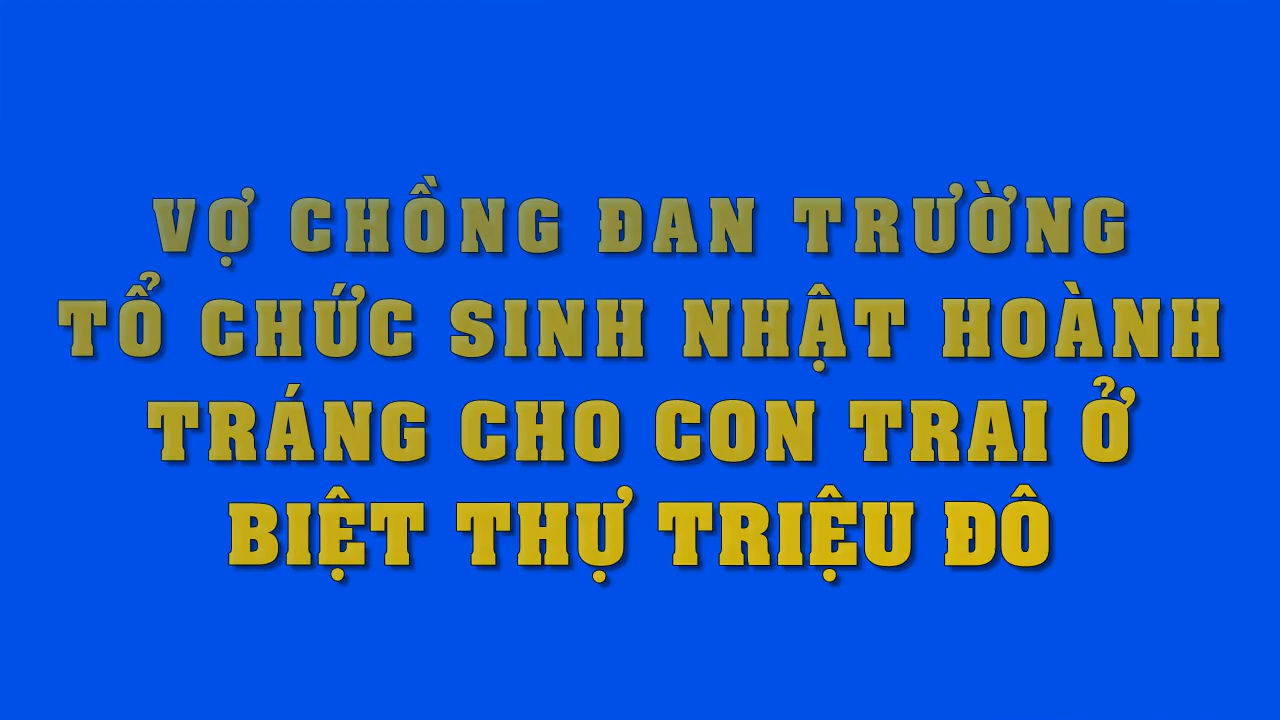 VỢ CHỒNG ĐAN TRƯỜNG
TỔ CHỨC SINH NHẬT HOÀNH
TRÁNG CHO CON TRAI Ở
BIỆT THỰ TRIỆU ĐÔ